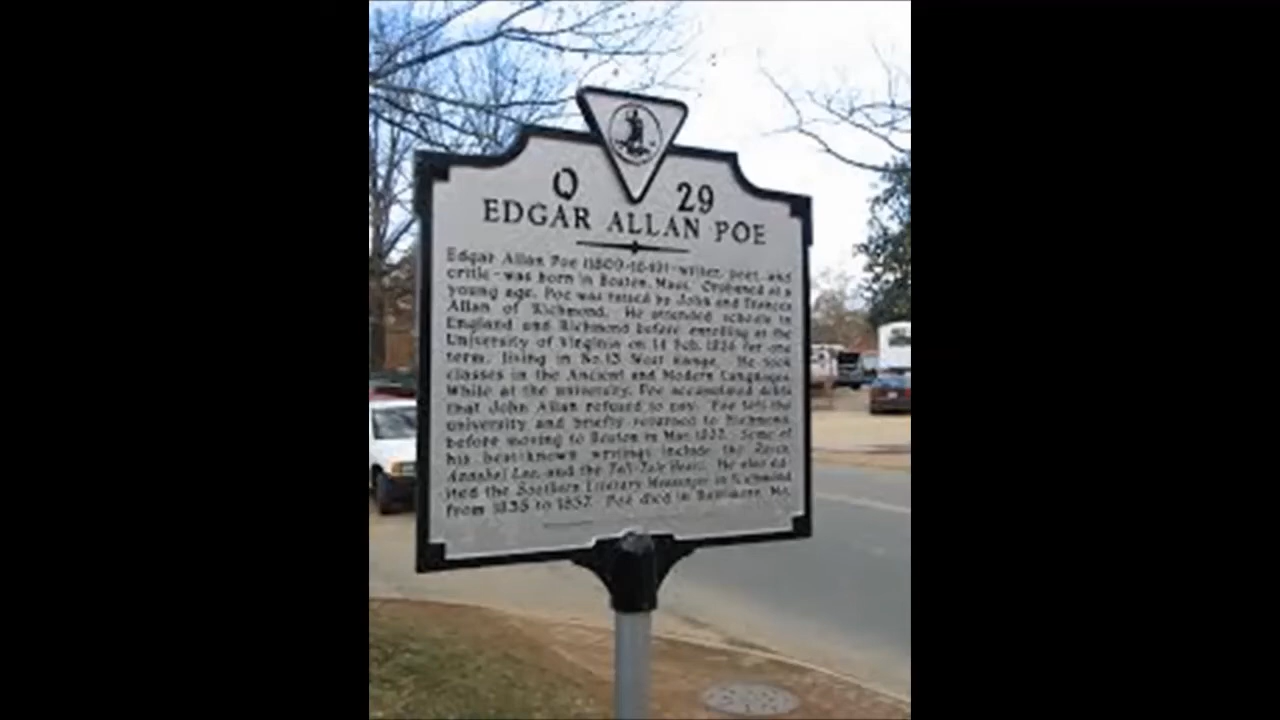 Q 29
EDGAR ALLAN POE
Edgar Allan Poe (1809-1849)-writer, poet, and
critic-was born in Boston, Mass. Orphaned at a
young age, Poe was raised by John and Frances
Allan of Richmond. He attended schools in
England and Richmond before enrolling at the
University of Virginia on 14 Feb. 1826 for one
term, living in No. 13 West Range. He took
classes in the Ancient and Modern Languages.
While at the university, Poe accumulated debts
that John Allan refused to pay. Poe left the
university and briefly returned to Richmond,
before moving to Boston in Mar. 1827. Some of
his best-known writings include the Raven,
Annabel Lee, and the Tell-Tale Heart. He also ed-
ited the Southern Literary Messenger in Richmond
from 1835 to 1837. Poe died in Baltimore, Md.